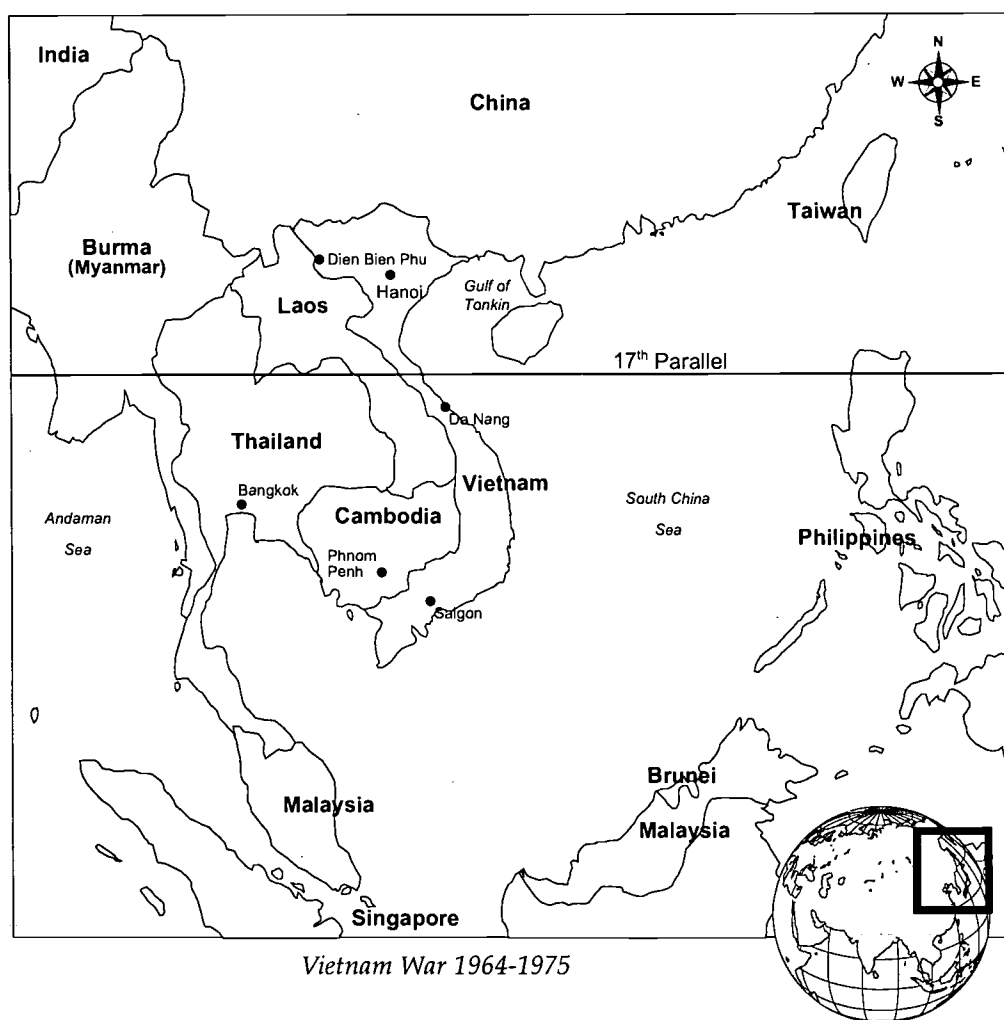 India
China
N
W E
S
Taiwan
Burma
(Myanmar)
Dien Bien Phu
Hanoi
Laos
Gulf of
Tonkin
17th Parallel
Da Nang
Thailand
Vietnam
Bangkok
Cambodia
South China
Sea
Andaman
Sea
Philippines
Phnom
Penh
Saigon
Brunei
Malaysia
Malaysia
Singapore
Vietnam War 1964-1975